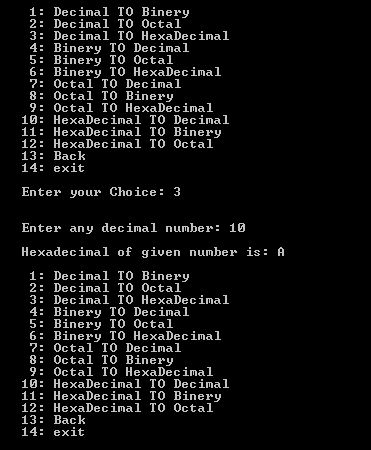 1: Decimal TO Binery
2: Decimal TO Octal
3: Decimal TO HexaDecimal
4: Binery TO Decimal
5: Binery TO Octal
6: Binery TO HexaDecimal
7: Octal TO Decimal
8: Octal TO Binery
9: Octal TO HexaDecimal
10: HexaDecimal TO Decimal
11: HexaDecimal TO Binery
12: HexaDecimal TO Octal
13: Back
14: exit
Enter your Choice: 3
Enter any decimal number: 10
Hexadecimal of given number is: A
1: Decimal TO Binery
2: Decimal TO Octal
3: Decimal TO HexaDecimal
4: Binery TO Decimal
5: Binery TO Octal
6: Binery TO HexaDecimal
7: Octal TO Decimal
8: Octal TO Binery
9: Octal TO HexaDecimal
10: HexaDecimal TO Decimal
11: HexaDecimal TO Binery
12: HexaDecimal TO Octal
13: Back
14: exit